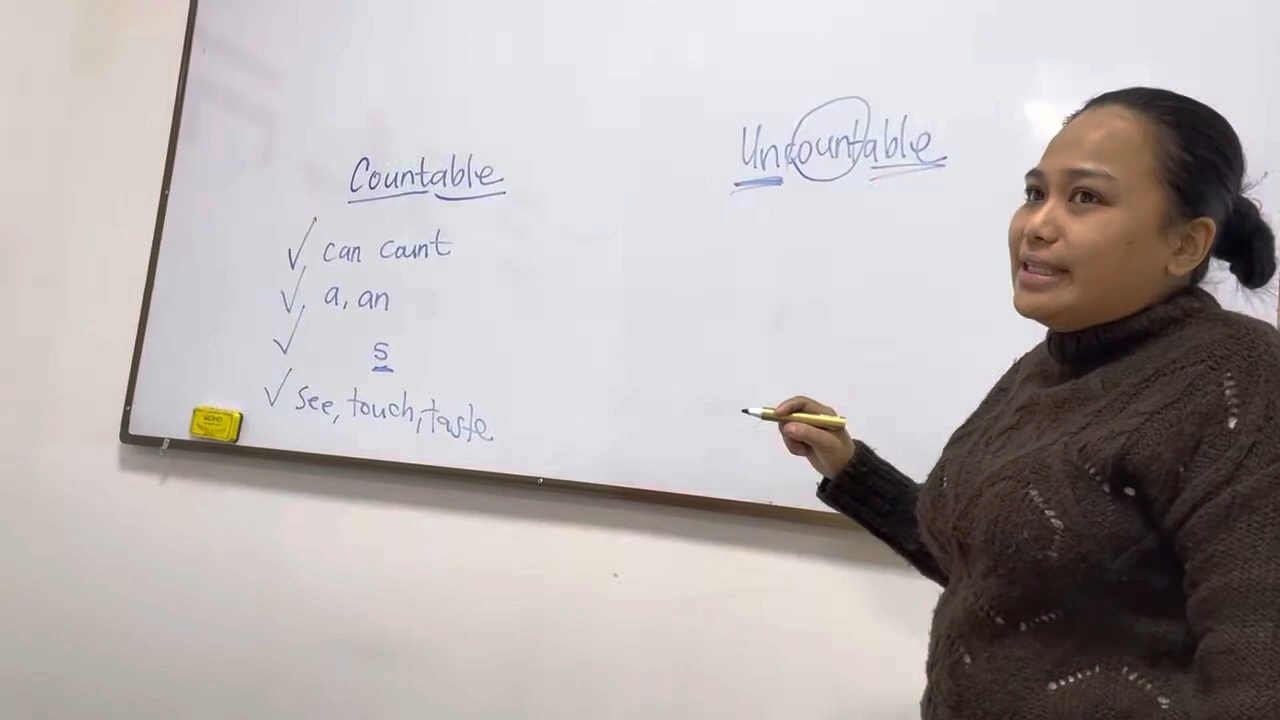 Countable
✓ can count
✓ a, an
✓ s
✓ see, touch, taste
Uncountable